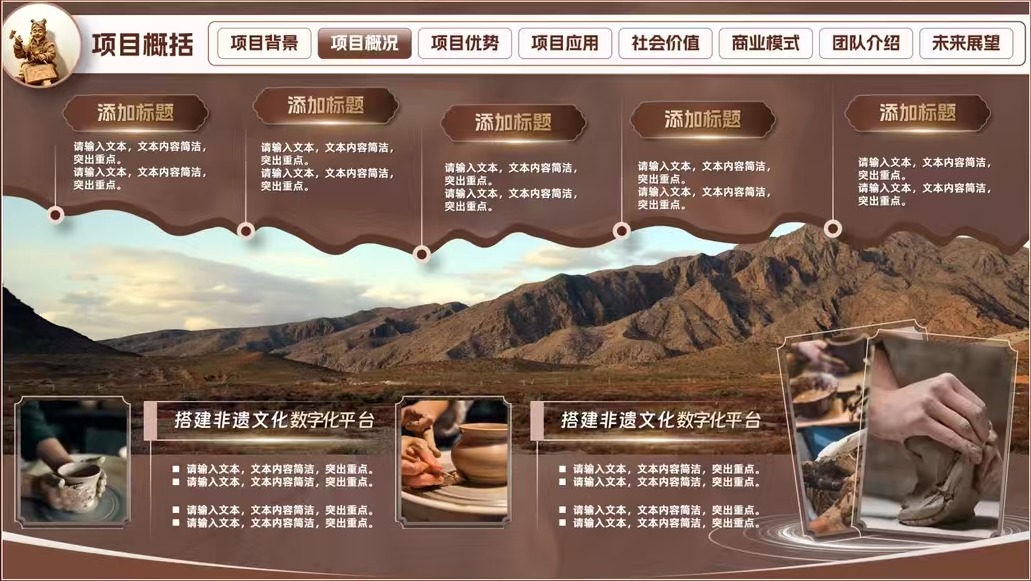 项目概括
项目背景
项目概况
项目优势
项目应用
社会价值
商业模式
团队介绍
未来展望
添加标题
请输入文本，文本内容简洁，
突出重点。
请输入文本，文本内容简洁，
突出重点。
添加标题
请输入文本，文本内容简洁，
突出重点。
请输入文本，文本内容简洁，
突出重点。
添加标题
请输入文本，文本内容简洁，
突出重点。
请输入文本，文本内容简洁，
突出重点。
添加标题
请输入文本，文本内容简洁，
突出重点。
请输入文本，文本内容简洁，
突出重点。
添加标题
请输入文本，文本内容简洁，
突出重点。
请输入文本，文本内容简洁，
突出重点。
搭建非遗文化数字化平台
■ 请输入文本，文本内容简洁，突出重点。
■ 请输入文本，文本内容简洁，突出重点。
■ 请输入文本，文本内容简洁，突出重点。
■ 请输入文本，文本内容简洁，突出重点。
搭建非遗文化数字化平台
■ 请输入文本，文本内容简洁，突出重点。
■ 请输入文本，文本内容简洁，突出重点。
■ 请输入文本，文本内容简洁，突出重点。
■ 请输入文本，文本内容简洁，突出重点。